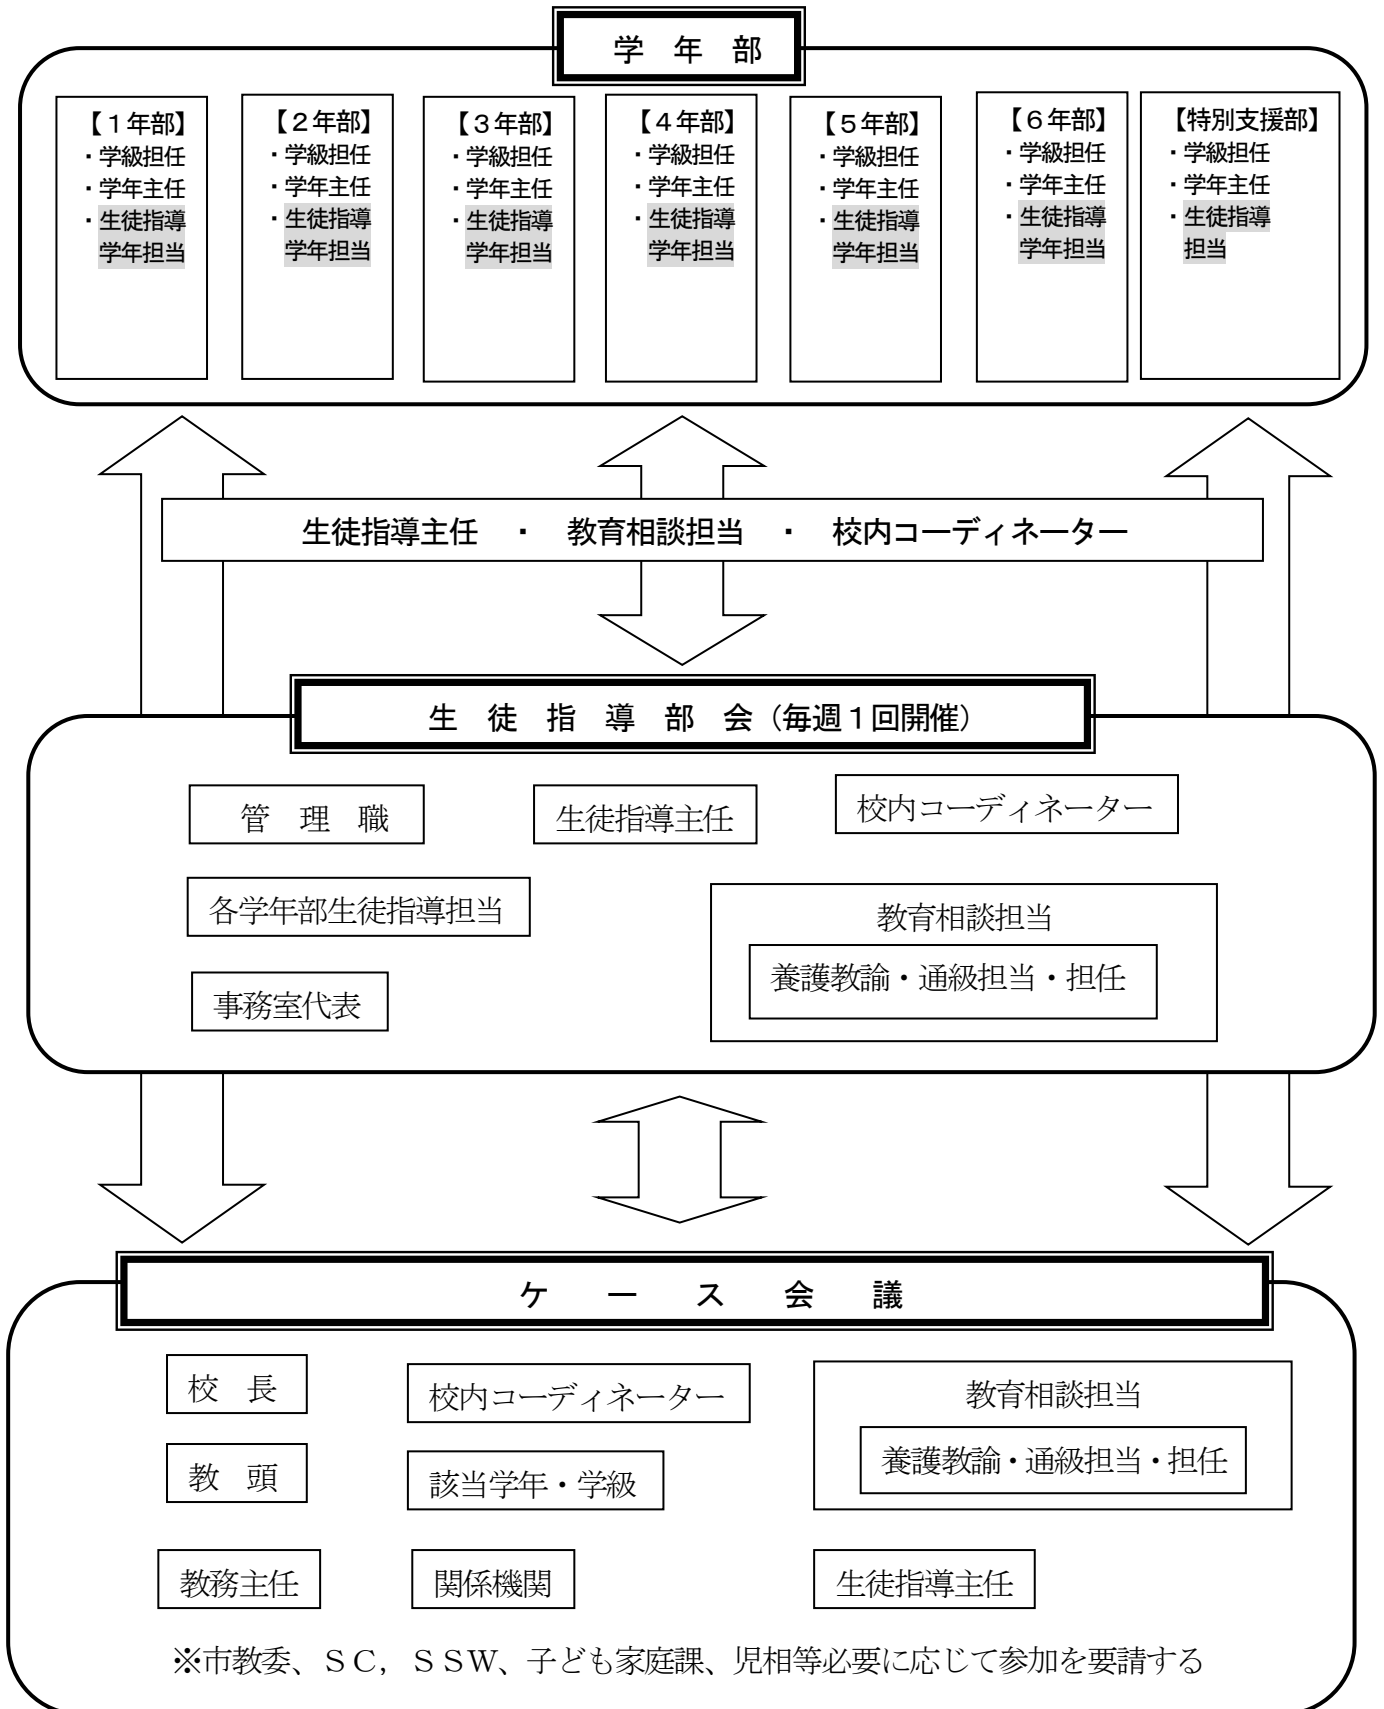 学　年　部
【１年部】
・学級担任
・学年主任
・生徒指導
学年担当
【２年部】
・学級担任
・学年主任
・生徒指導
学年担当
【３年部】
・学級担任
・学年主任
・生徒指導
学年担当
【４年部】
・学級担任
・学年主任
・生徒指導
学年担当
【５年部】
・学級担任
・学年主任
・生徒指導
学年担当
【６年部】
・学級担任
・学年主任
・生徒指導
学年担当
【特別支援部】
・学級担任
・学年主任
・生徒指導
担当
生徒指導主任　・　教育相談担当　・　校内コーディネーター
生　徒　指　導　部　会（毎週１回開催）
管　理　職
生徒指導主任
校内コーディネーター
各学年部生徒指導担当
教育相談担当
養護教諭・通級担当・担任
事務室代表
ケ　ー　ス　会　議
校　長
校内コーディネーター
教育相談担当
養護教諭・通級担当・担任
教　頭
該当学年・学級
教務主任
関係機関
生徒指導主任
※市教委、ＳＣ，ＳＳＷ、子ども家庭課、児相等必要に応じて参加を要請する